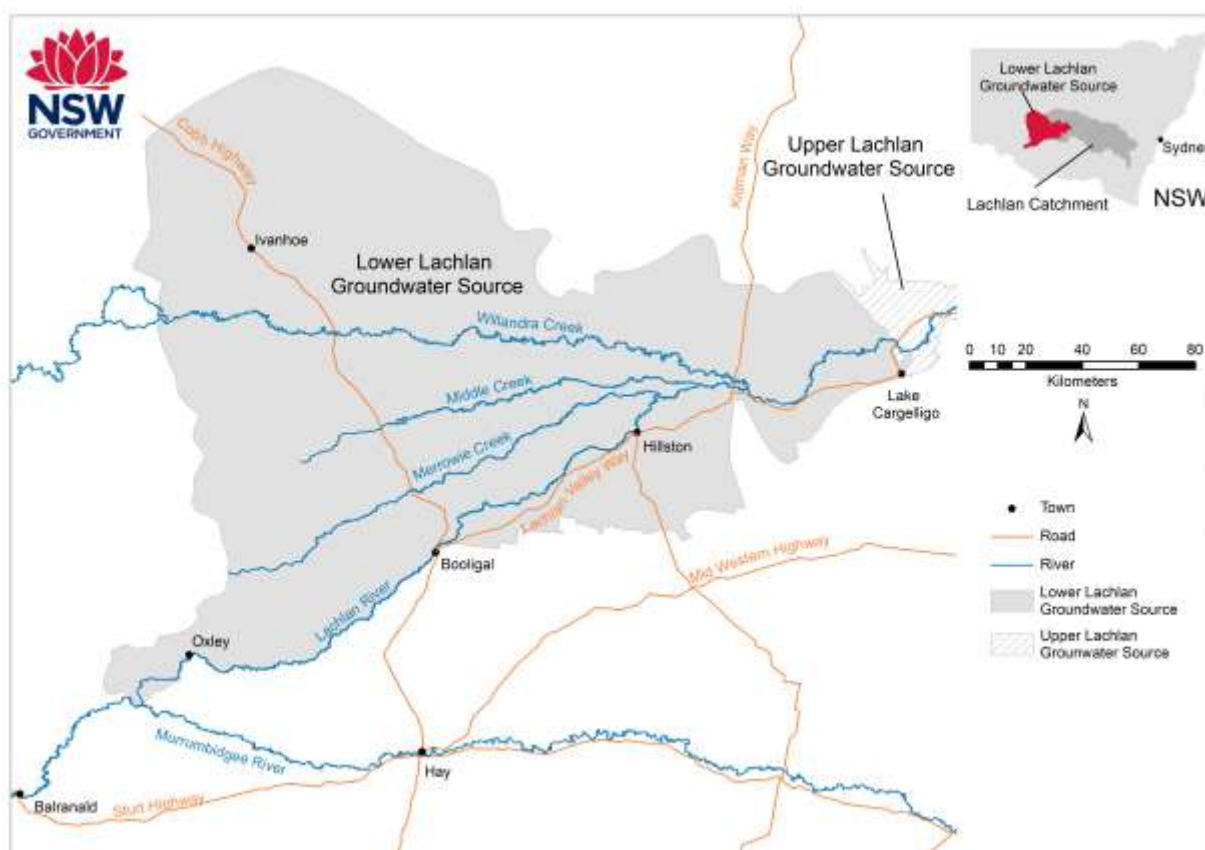 NSW
GOVERNMENT
Cobb Highway
Ivanhoe
Lower Lachlan
Groundwater Source
Willandra Creek
Middle Creek
Merrowie Creek
Kidman Way
Upper Lachlan
Groundwater Source
Lake
Cargelligo
Hillston
Lachlan Valley Way
Booligal
Mid Western Highway
Lachlan River
Oxley
Murrumbidgee River
Hay
Sturt Highway
Balranald
Lower Lachlan
Groundwater Source
Sydne
Lachlan Catchment
NSW
0 10 20 40 60 80
Kilometers
N
Town
Road
River
Lower Lachlan
Groundwater Source
Upper Lachlan
Grounwater Source